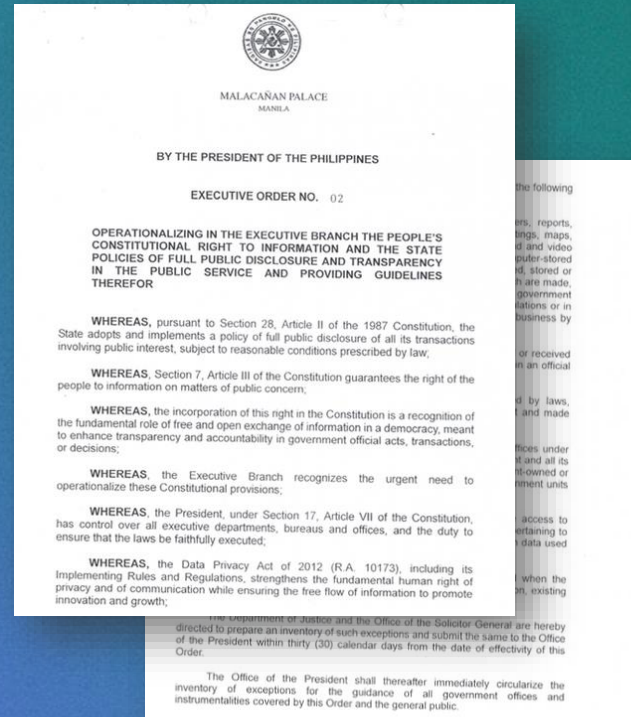 MALACAÑAN PALACE
MANILA
BY THE PRESIDENT OF THE PHILIPPINES
EXECUTIVE ORDER NO. 02
OPERATIONALIZING IN THE EXECUTIVE BRANCH THE PEOPLE'S
CONSTITUTIONAL RIGHT TO INFORMATION AND THE STATE
POLICIES OF FULL PUBLIC DISCLOSURE AND TRANSPARENCY
IN THE PUBLIC SERVICE AND PROVIDING GUIDELINES
THEREFOR
WHEREAS, pursuant to Section 28, Article II of the 1987 Constitution, the
State adopts and implements a policy of full public disclosure of all its transactions
involving public interest, subject to reasonable conditions prescribed by law;
WHEREAS, Section 7, Article III of the Constitution guarantees the right of the
people to information on matters of public concern;
WHEREAS, the incorporation of this right in the Constitution is a recognition of
the fundamental role of free and open exchange of information in a democracy, meant
to enhance transparency and accountability in government official acts, transactions,
or decisions;
WHEREAS, the Executive Branch recognizes the urgent need to
operationalize these Constitutional provisions;
WHEREAS, the President, under Section 17, Article VII of the Constitution,
has control over all executive departments, bureaus and offices, and the duty to
ensure that the laws be faithfully executed;
WHEREAS, the Data Privacy Act of 2012 (R.A. 10173), including its
Implementing Rules and Regulations, strengthens the fundamental human right of
privacy and of communication while ensuring the free flow of information to promote
innovation and growth;
the following
ers, reports,
tings, maps,
d and video
puter-stored
d, stored or
h are made,
government
lations or in
business by
or received
in an official
d by laws,
and made
ffices under
t and all its
nt-owned or
nment units
access to
ertaining to
data used
when the
on, existing
The Department of Justice and the Office of the Solicitor General are hereby
directed to prepare an inventory of such exceptions and submit the same to the Office
of the President within thirty (30) calendar days from the date of effectivity of this
Order.
The Office of the President shall thereafter immediately circularize the
inventory of exceptions for the guidance of all government offices and
instrumentalities covered by this Order and the general public.